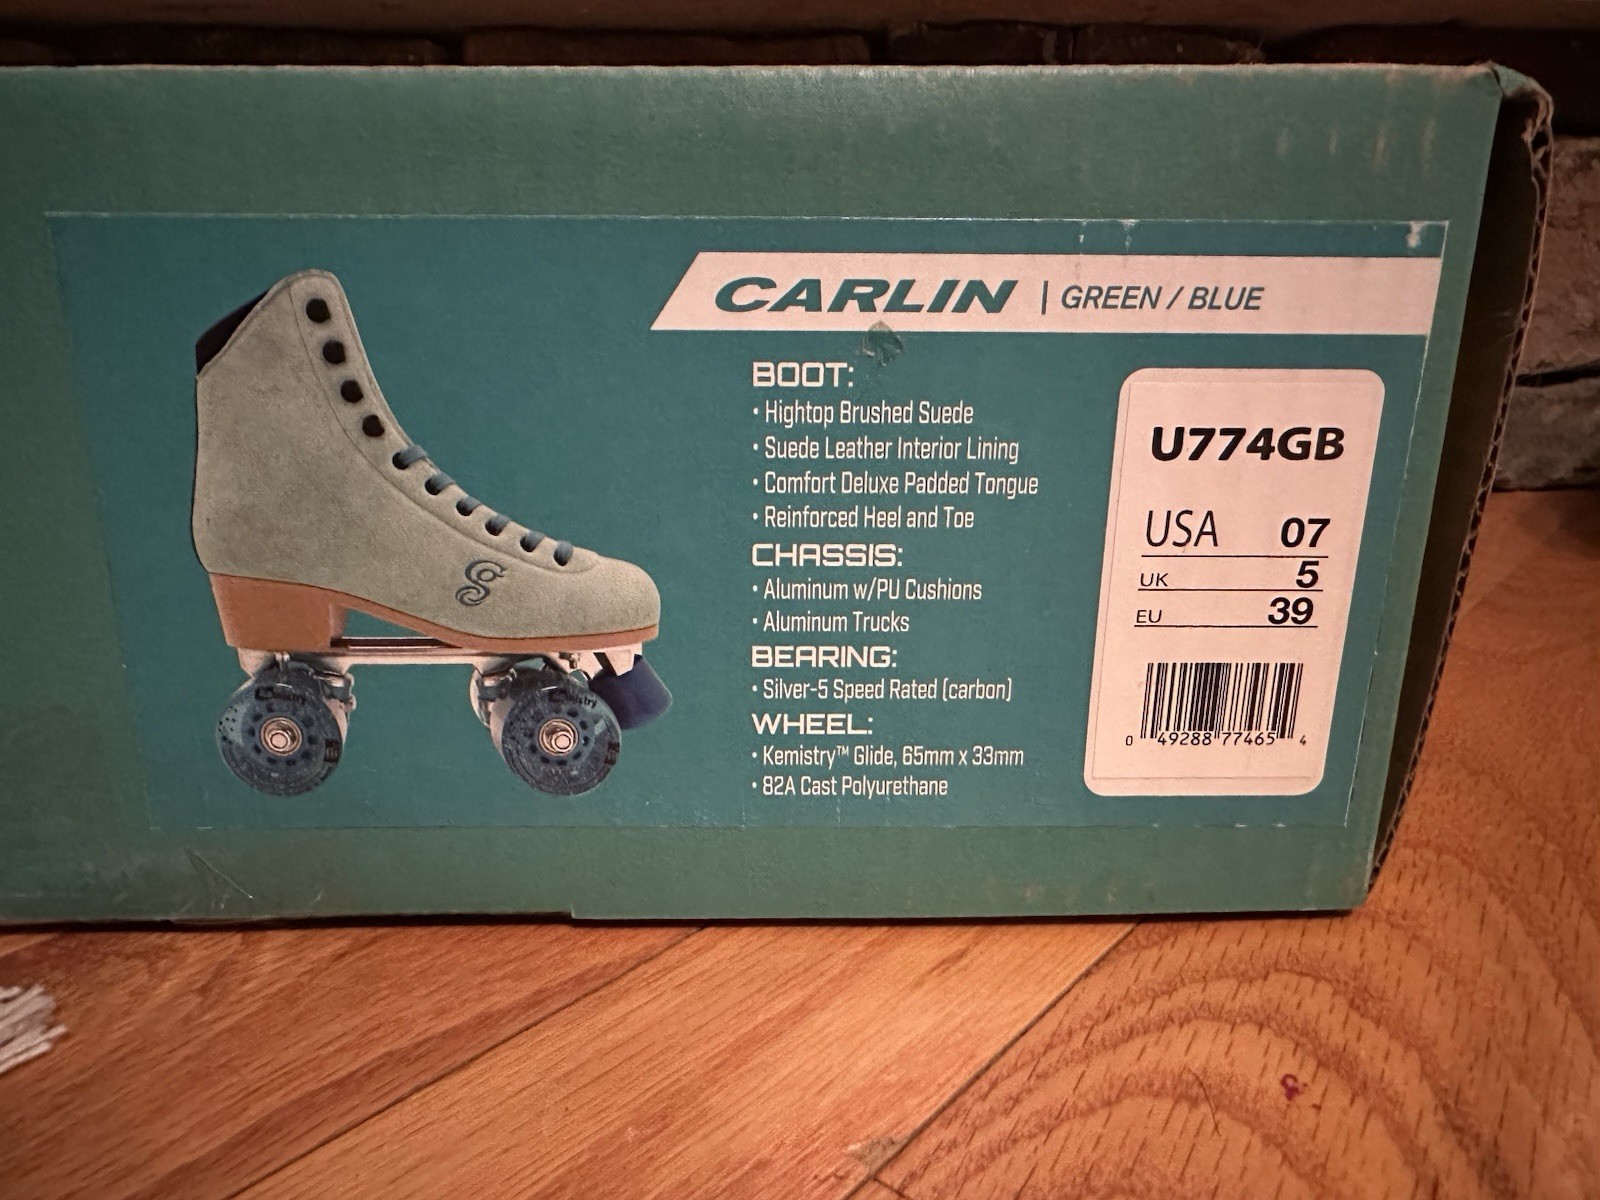 CARLIN | GREEN / BLUE
BOOT:
• Hightop Brushed Suede
• Suede Leather Interior Lining
• Comfort Deluxe Padded Tongue
• Reinforced Heel and Toe
CHASSIS:
• Aluminum w/PU Cushions
• Aluminum Trucks
BEARING:
• Silver-5 Speed Rated (carbon)
WHEEL:
• Kemistry™ Glide, 65mm x 33mm
• 82A Cast Polyurethane
U774GB
USA 07
UK 5
EU 39
0 49288 77465 4
Kemistry